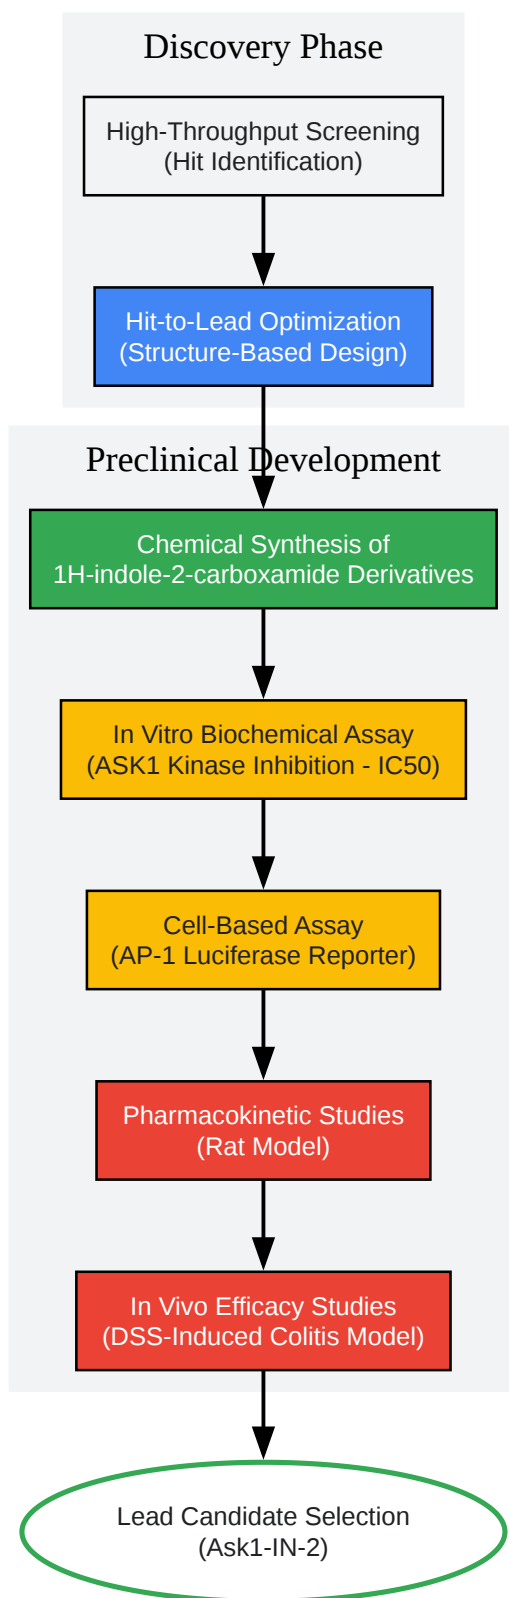 Discovery Phase
High-Throughput Screening
(Hit Identification)
Hit-to-Lead Optimization
(Structure-Based Design)
Preclinical Development
Chemical Synthesis of
1H-indole-2-carboxamide Derivatives
In Vitro Biochemical Assay
(ASK1 Kinase Inhibition - IC50)
Cell-Based Assay
(AP-1 Luciferase Reporter)
Pharmacokinetic Studies
(Rat Model)
In Vivo Efficacy Studies
(DSS-Induced Colitis Model)
Lead Candidate Selection
(Ask1-IN-2)